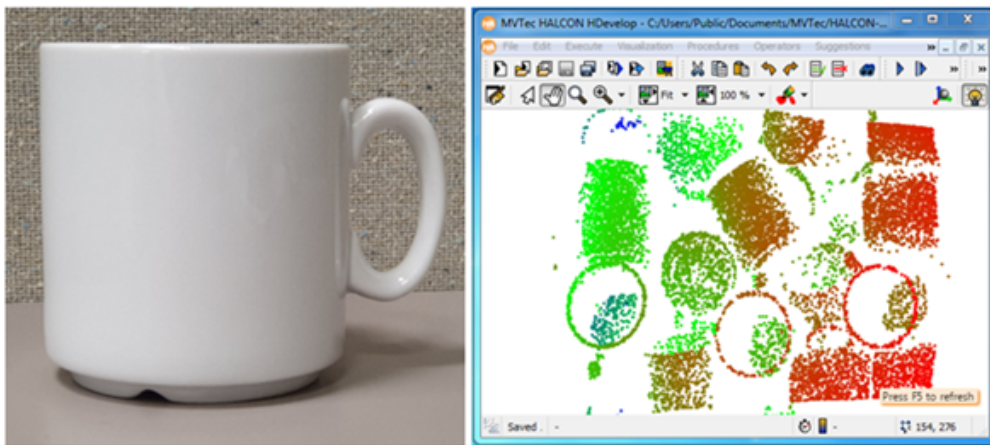 MVTec HALCON HDevelop - C:/Users/Public/Documents/MVTec/HALCON-...
File Edit Execute Visualization Procedures Operators Suggestions »
» »
Fit 100 %
Press F5 to refresh
Saved . - - 154, 276